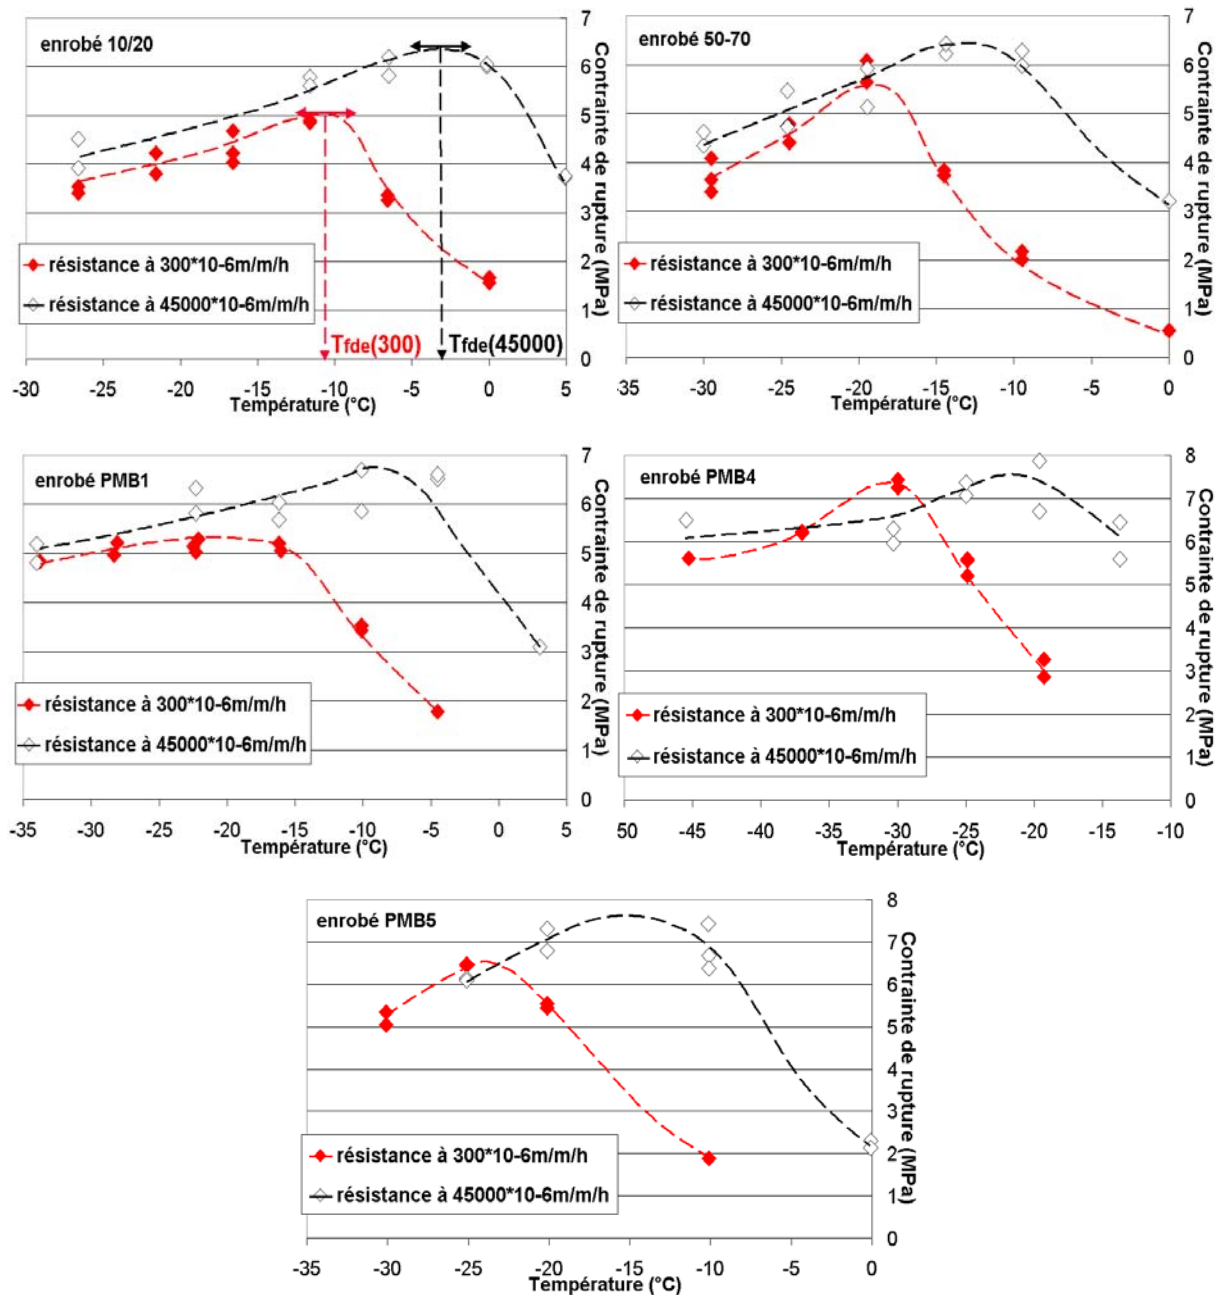 enrobé 10/20
7
6
5
4
3
2
1
0
Contrainte de rupture (MPa)
résistance à 300*10-6m/m/h
résistance à 45000*10-6m/m/h
Tfde(300)
Tfde(45000)
-30 -25 -20 -15 -10 -5 0 5
Température (°C)
enrobé 50-70
7
6
5
4
3
2
1
0
Contrainte de rupture (MPa)
résistance à 300*10-6m/m/h
résistance à 45000*10-6m/m/h
-35 -30 -25 -20 -15 -10 -5 0
Température (°C)
enrobé PMB1
7
6
5
4
3
2
1
0
Contrainte de rupture (MPa)
résistance à 300*10-6m/m/h
résistance à 45000*10-6m/m/h
-35 -30 -25 -20 -15 -10 -5 0 5
Température (°C)
enrobé PMB4
8
7
6
5
4
3
2
1
0
Contrainte de rupture (MPa)
résistance à 300*10-6m/m/h
résistance à 45000*10-6m/m/h
50 -45 -40 -35 -30 -25 -20 -15 -10
Température (°C)
enrobé PMB5
8
7
6
5
4
3
2
1
0
Contrainte de rupture (MPa)
résistance à 300*10-6m/m/h
résistance à 45000*10-6m/m/h
-35 -30 -25 -20 -15 -10 -5 0
Température (°C)